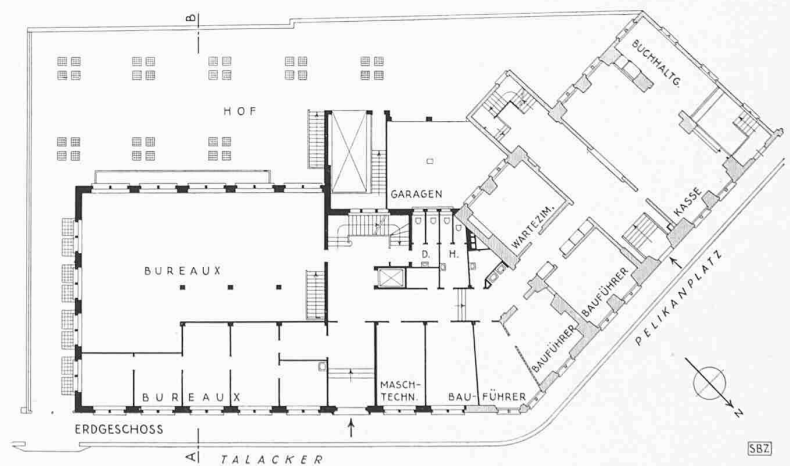 B
HOF
BUCHHALTG.
GARAGEN
WARTEZIM.
KASSE
D. H.
BUREAUX
BAUFÜHRER
BAUFÜHRER
PELIKANPLATZ
MASCH-
TECHN.
BAU-FÜHRER
BUREAUX
N
ERDGESCHOSS
A
TALACKER
SBZ